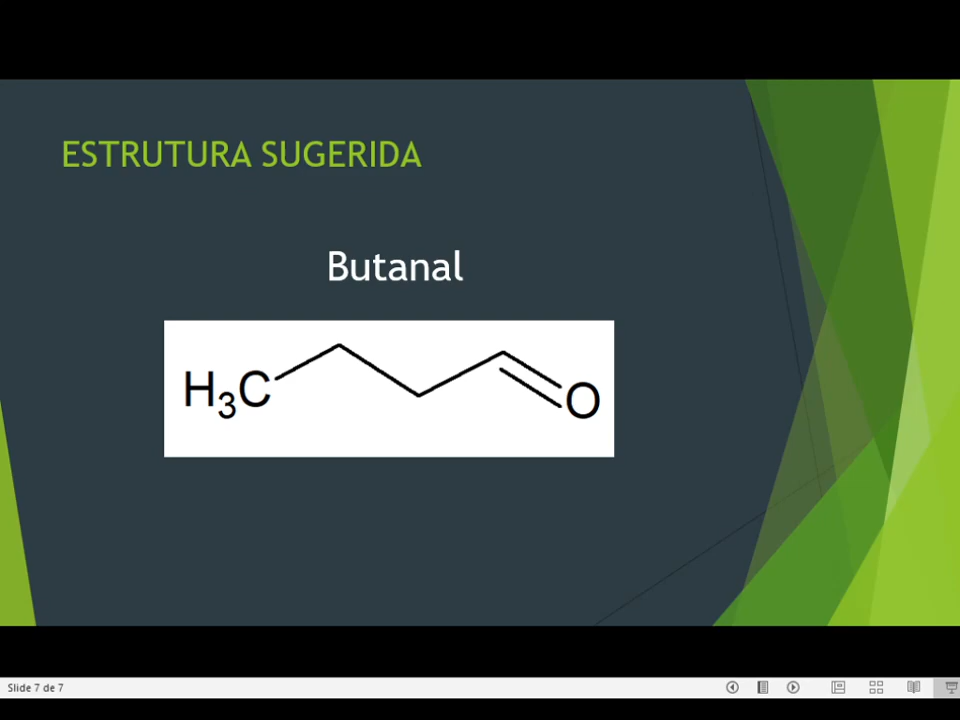 ESTRUTURA SUGERIDA
Butanal
H₃C
O
Slide 7 de 7